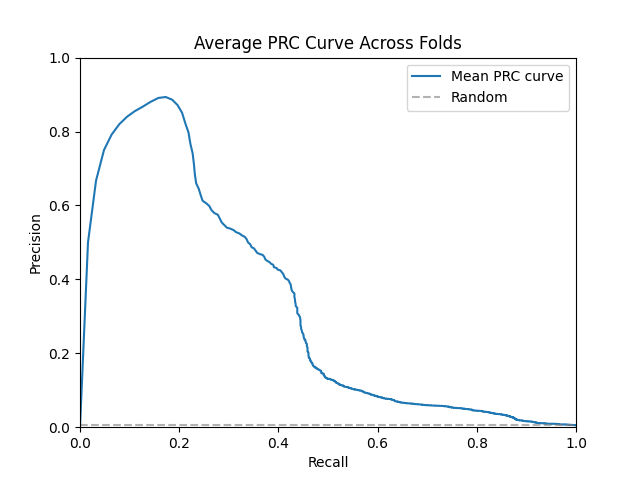 Average PRC Curve Across Folds
Mean PRC curve
Random
Precision
1.0
0.8
0.6
0.4
0.2
0.0
0.0 0.2 0.4 0.6 0.8 1.0
Recall